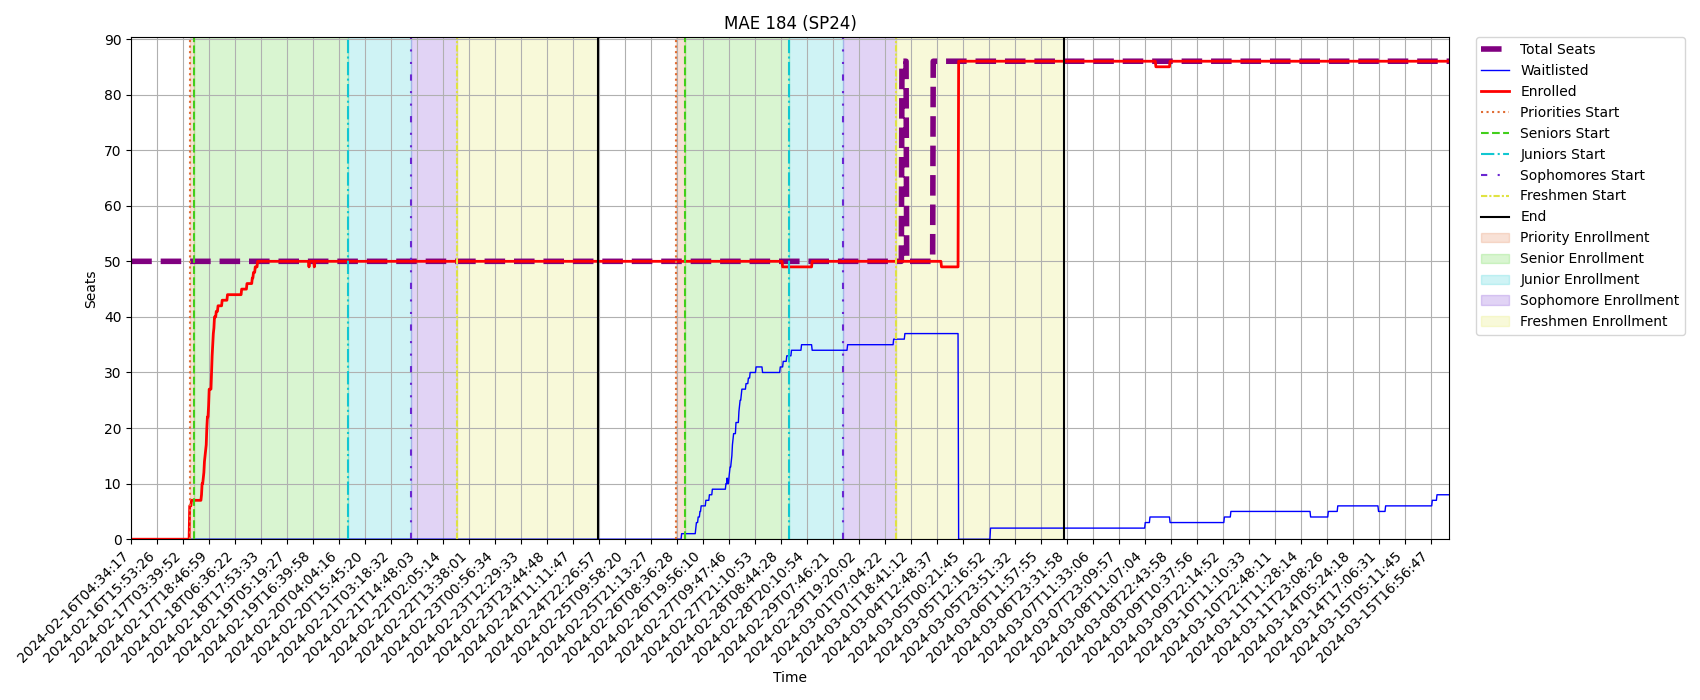 MAE 184 (SP24)
Seats
90
80
70
60
50
40
30
20
10
0
2024-02-16T04:34:17
2024-02-16T15:53:26
2024-02-17T03:39:52
2024-02-17T18:46:59
2024-02-18T06:36:22
2024-02-18T17:53:33
2024-02-19T05:19:27
2024-02-19T16:39:58
2024-02-20T04:04:16
2024-02-20T15:45:20
2024-02-21T03:18:32
2024-02-21T14:48:03
2024-02-22T02:05:14
2024-02-22T13:38:01
2024-02-23T00:56:34
2024-02-23T12:29:33
2024-02-23T23:44:48
2024-02-24T11:11:47
2024-02-24T22:26:57
2024-02-25T09:58:20
2024-02-25T21:13:27
2024-02-26T08:36:28
2024-02-26T19:56:10
2024-02-27T09:47:46
2024-02-27T21:10:53
2024-02-28T08:44:28
2024-02-28T20:10:54
2024-02-29T07:46:21
2024-02-29T19:20:02
2024-03-01T07:04:22
2024-03-01T18:41:12
2024-03-04T12:48:37
2024-03-05T00:21:45
2024-03-05T12:16:52
2024-03-05T23:51:32
2024-03-06T11:57:55
2024-03-06T23:31:58
2024-03-07T11:33:06
2024-03-07T23:09:57
2024-03-08T11:07:04
2024-03-08T22:43:58
2024-03-09T10:37:56
2024-03-09T22:14:52
2024-03-10T11:10:33
2024-03-10T22:48:11
2024-03-11T11:28:14
2024-03-11T23:08:26
2024-03-14T05:24:18
2024-03-14T17:06:31
2024-03-15T05:11:45
2024-03-15T16:56:47
Time
Total Seats
Waitlisted
Enrolled
Priorities Start
Seniors Start
Juniors Start
Sophomores Start
Freshmen Start
End
Priority Enrollment
Senior Enrollment
Junior Enrollment
Sophomore Enrollment
Freshmen Enrollment